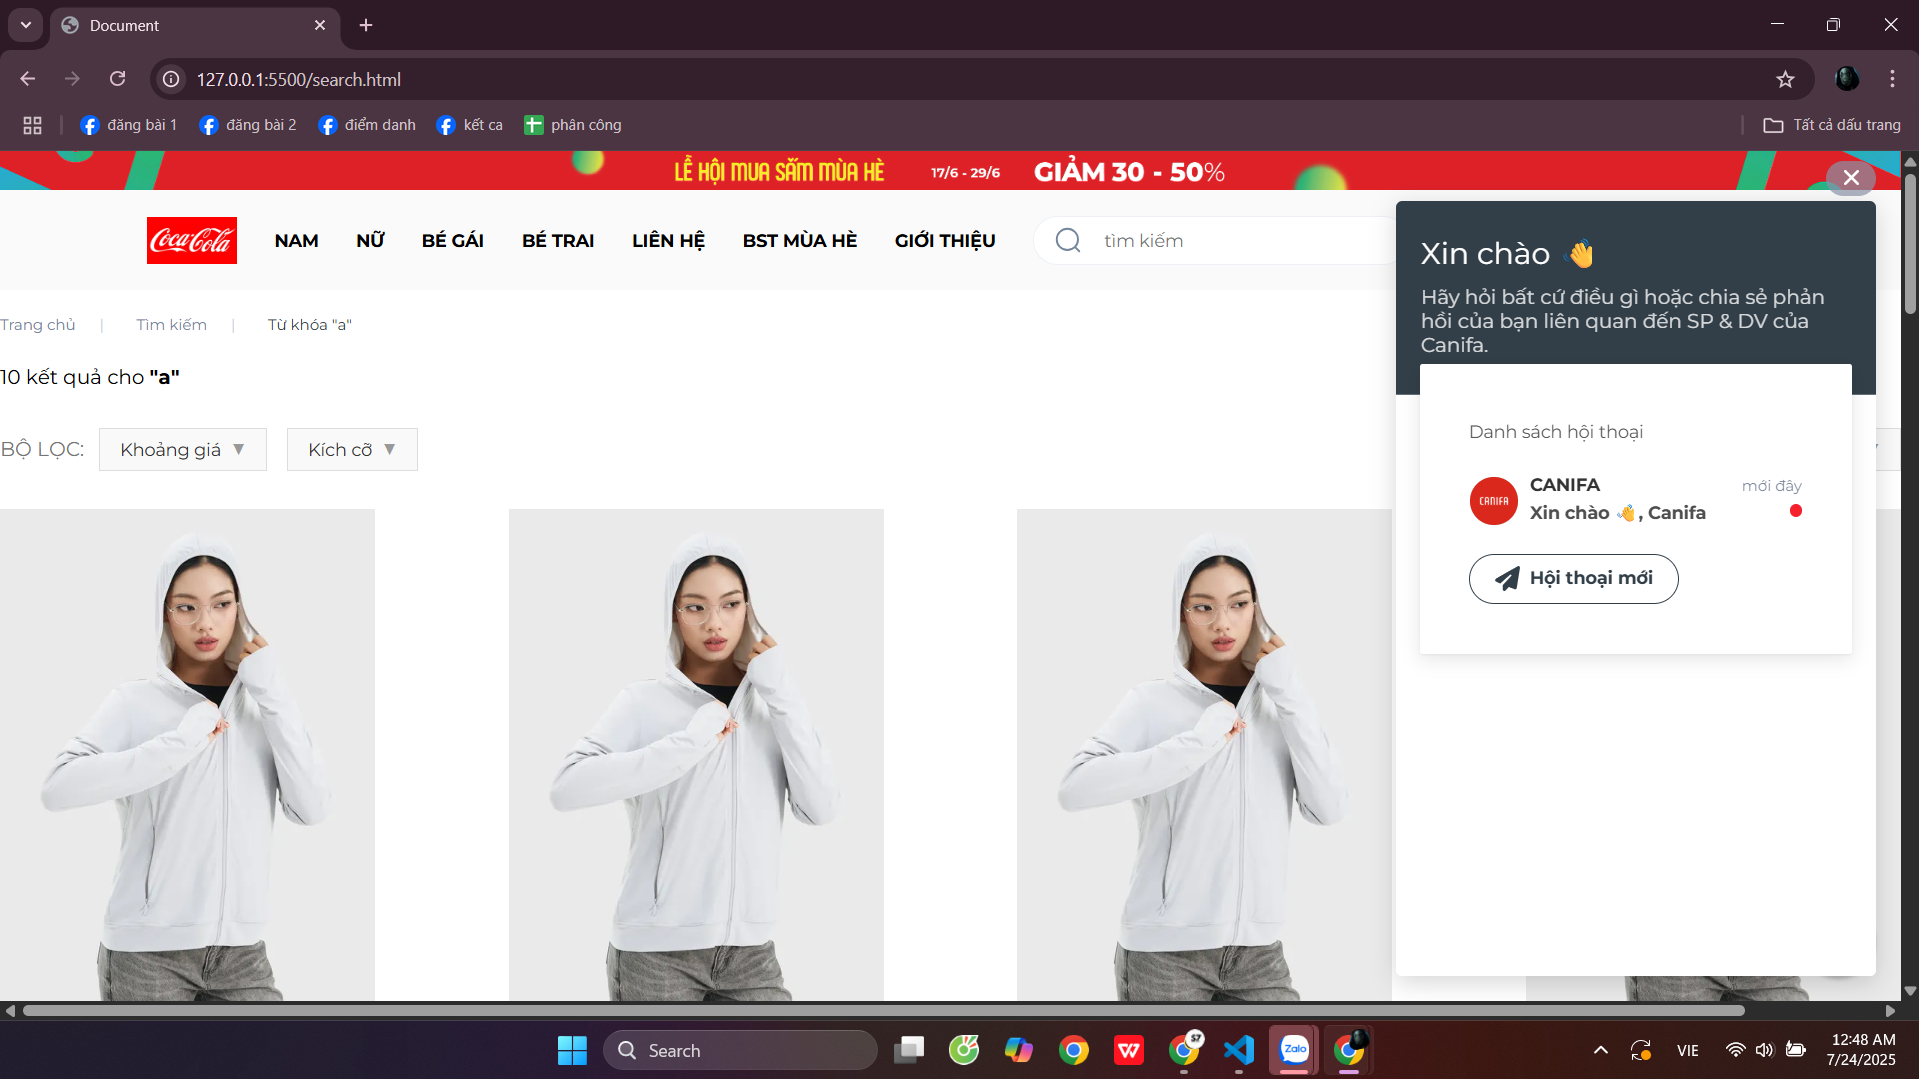 Document
127.0.0.1:5500/search.html
đăng bài 1
đăng bài 2
điểm danh
kết ca
phân công
Tất cả dấu trang
LỄ HỘI MUA SẮM MÙA HÈ 17/6 - 29/6 GIẢM 30 - 50%
Coca-Cola
NAM
NỮ
BÉ GÁI
BÉ TRAI
LIÊN HỆ
BST MÙA HÈ
GIỚI THIỆU
tìm kiếm
Trang chủ | Tìm kiếm | Từ khóa "a"
10 kết quả cho "a"
BỘ LỌC:
Khoảng giá ▼
Kích cỡ ▼
Xin chào 👋
Hãy hỏi bất cứ điều gì hoặc chia sẻ phản
hồi của bạn liên quan đến SP & DV của
Canifa.
Danh sách hội thoại
CANIFA
CANIFA
mới đây
Xin chào 👋, Canifa
Hội thoại mới
Search
57
Zalo
VIE
12:48 AM
7/24/2025